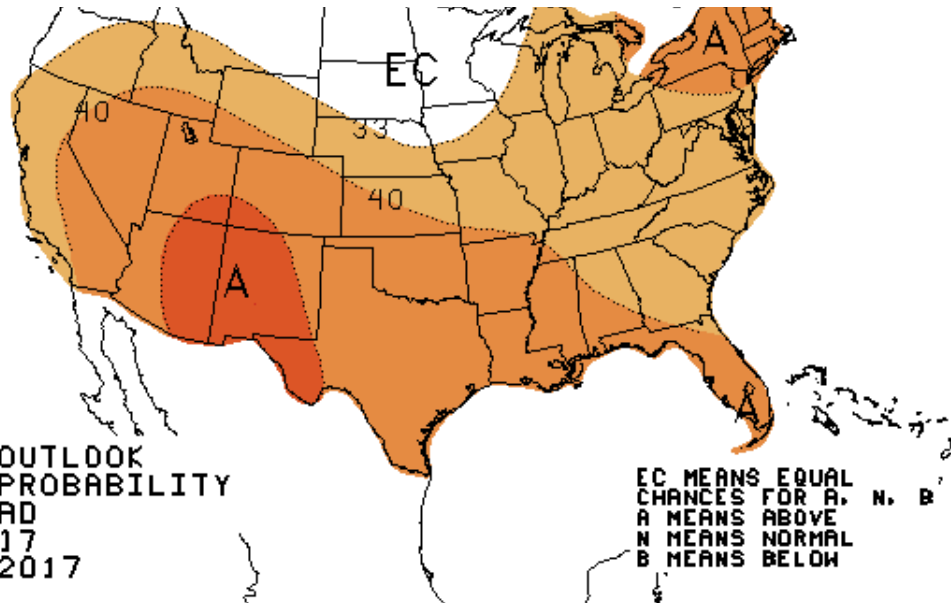 A
EC
40
33
40
A
A
OUTLOOK
PROBABILITY
AD
17
2017
EC MEANS EQUAL
CHANCES FOR A, N, B
A MEANS ABOVE
N MEANS NORMAL
B MEANS BELOW